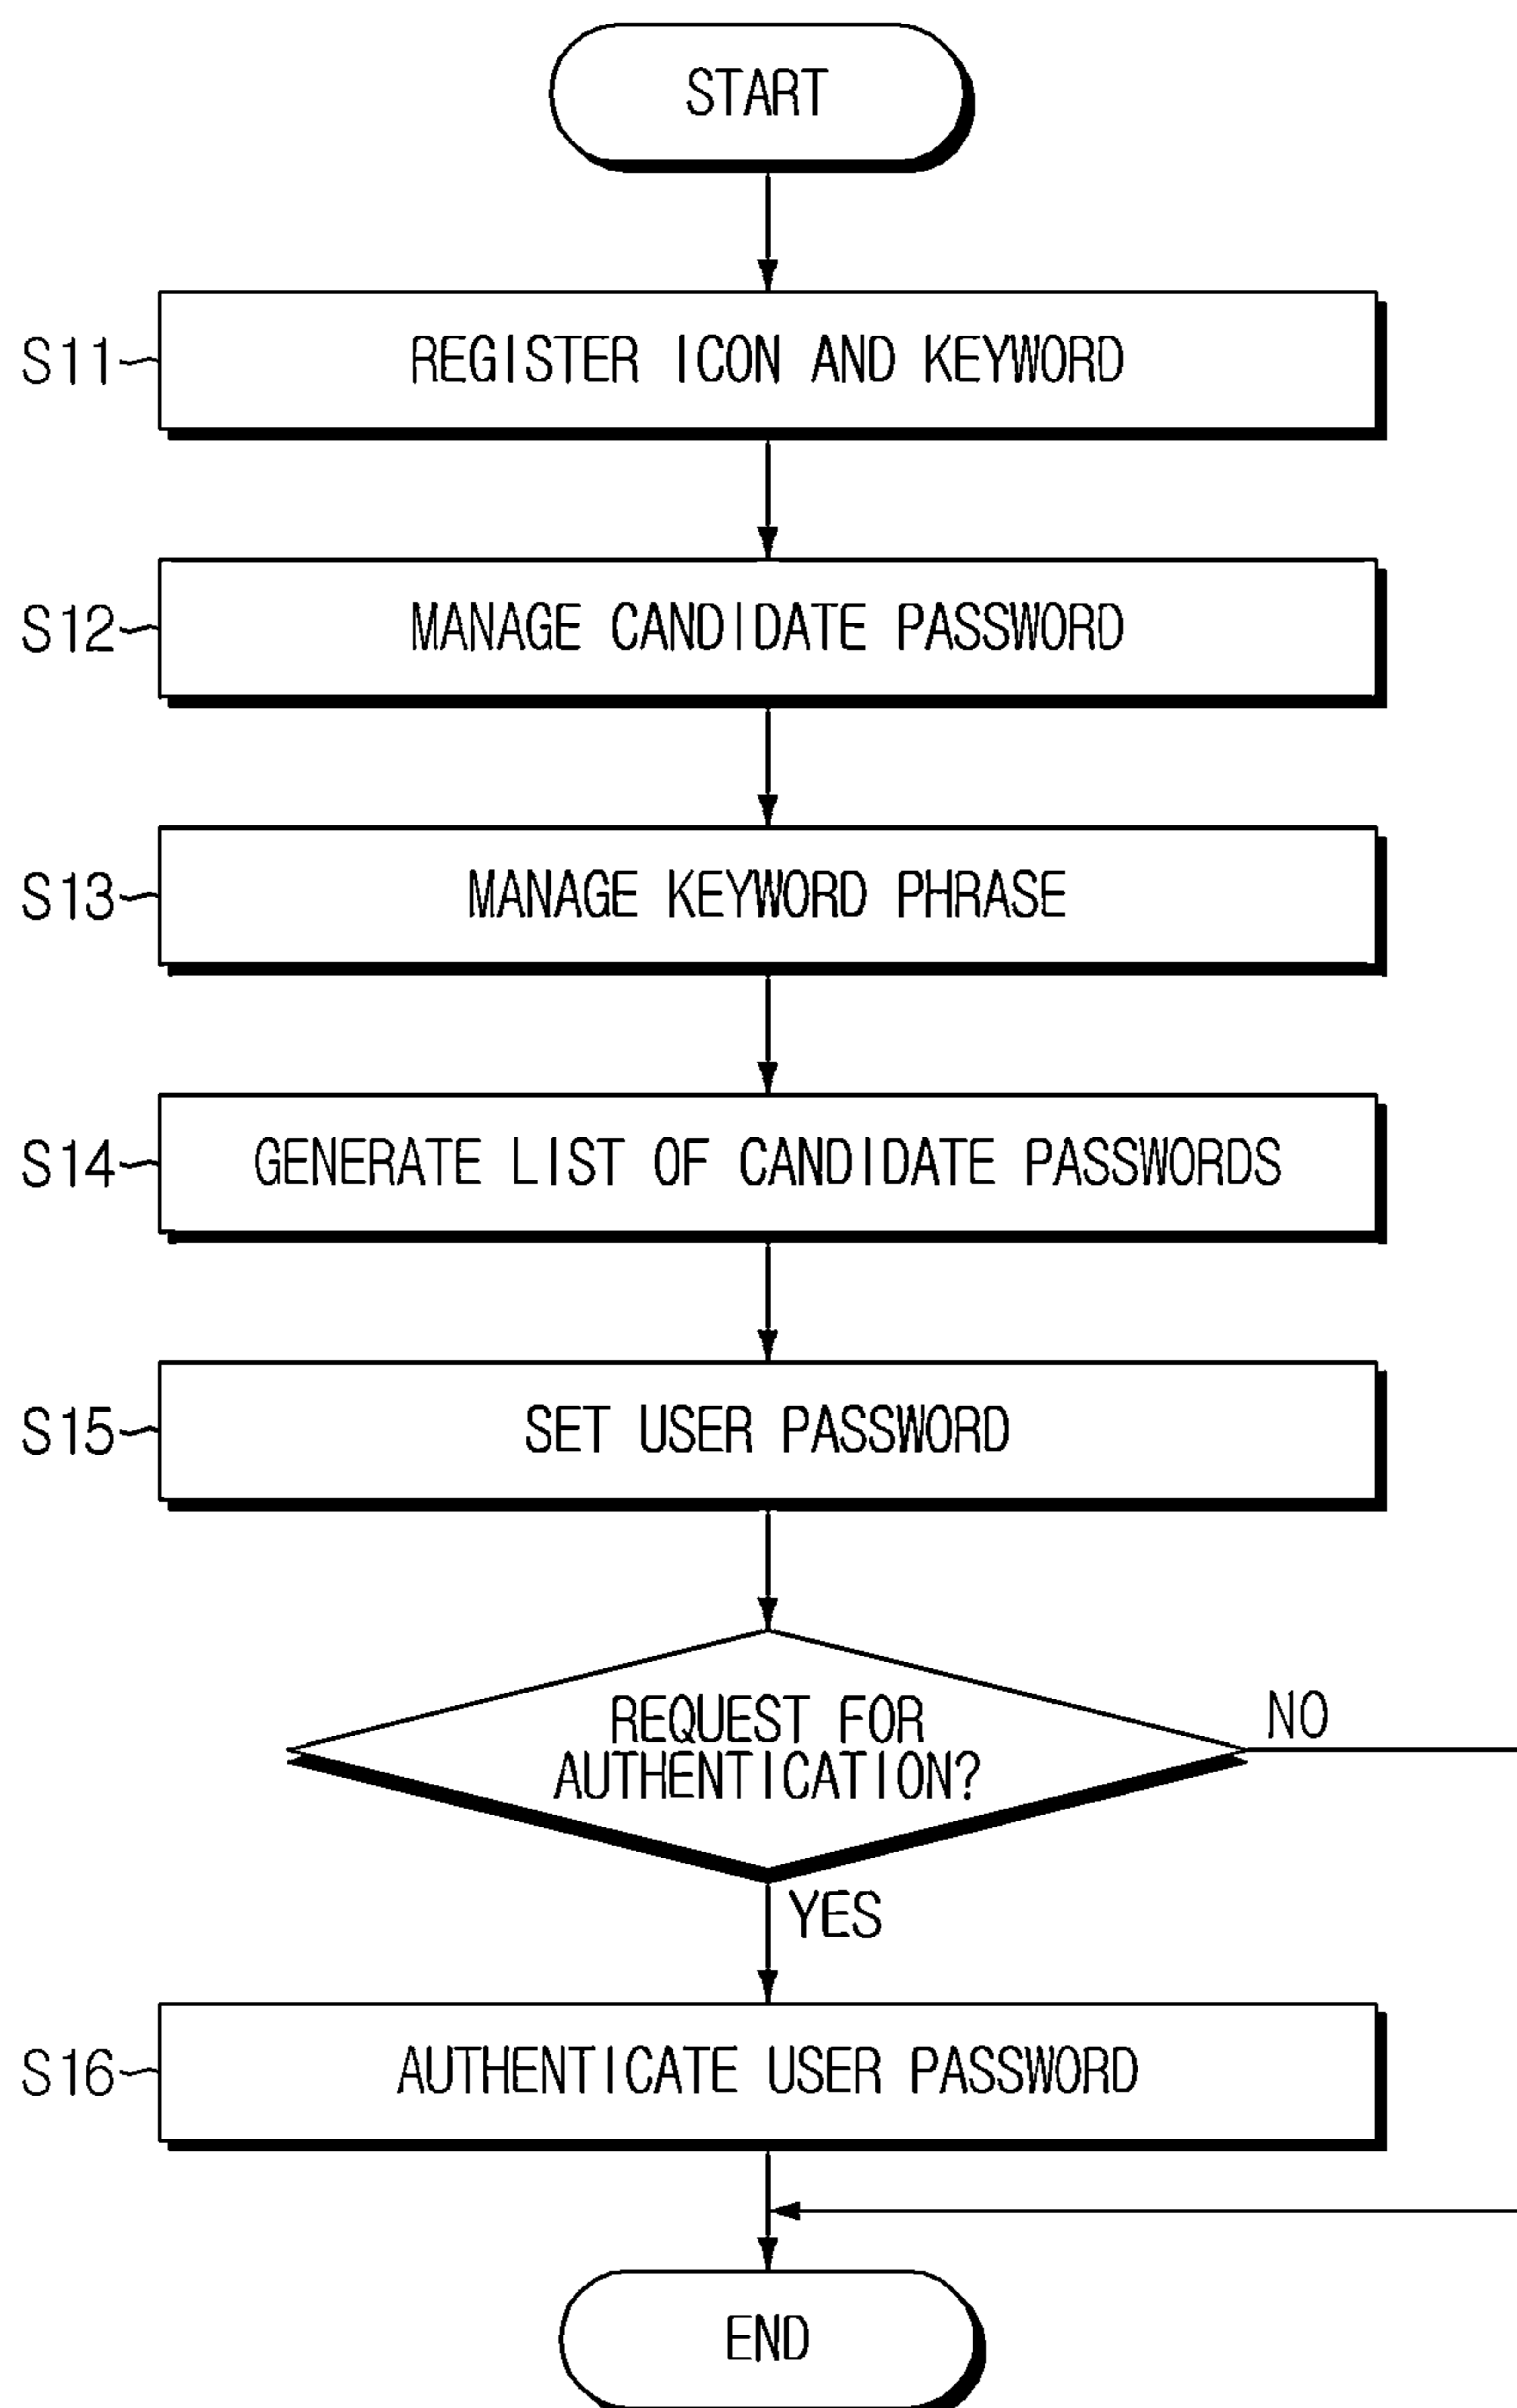 START
S11 REGISTER ICON AND KEYWORD
S12 MANAGE CANDIDATE PASSWORD
S13 MANAGE KEYWORD PHRASE
S14 GENERATE LIST OF CANDIDATE PASSWORDS
S15 SET USER PASSWORD
REQUEST FOR
AUTHENTICATION?
NO
YES
S16 AUTHENTICATE USER PASSWORD
END